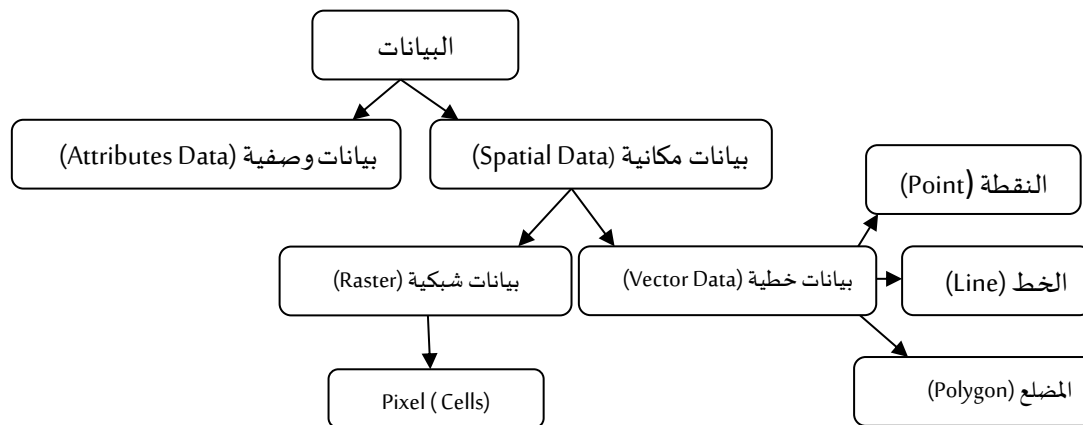 البيانات
بيانات مكانية (Spatial Data)
بيانات وصفية (Attributes Data)
النقطة (Point)
بيانات خطية (Vector Data)
بيانات شبكية (Raster)
الخط (Line)
المضلع (Polygon)
Pixel ( Cells)